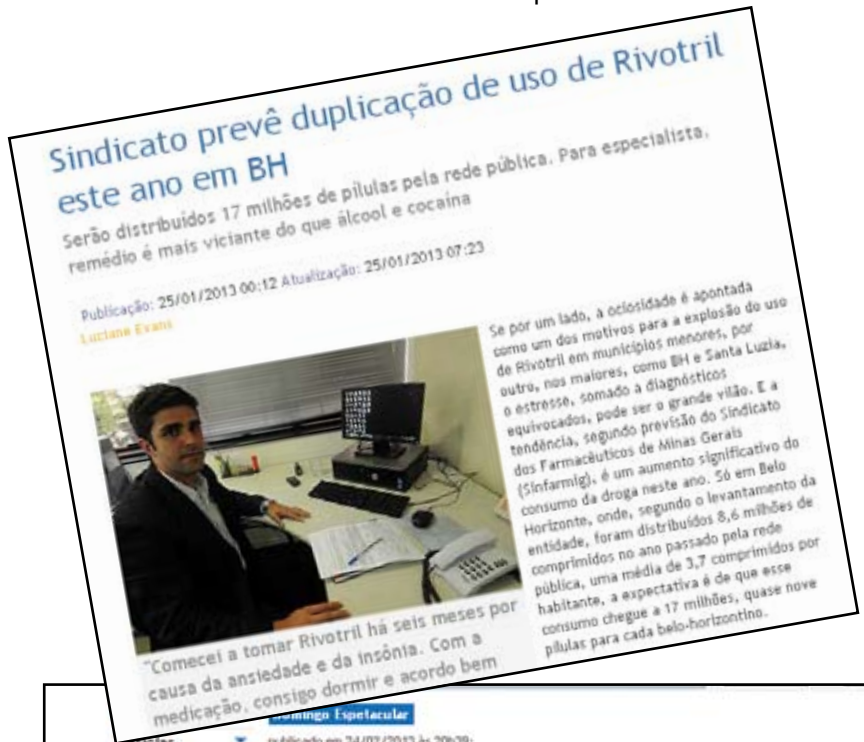 Sindicato prevê duplicação de uso de Rivotril
este ano em BH
Serão distribuídos 17 milhões de pílulas pela rede pública. Para especialista,
remédio é mais viciante do que álcool e cocaína
Publicação: 25/01/2013 00:12 Atualização: 25/01/2013 07:23
Luciane Evans
Se por um lado, a ociosidade é apontada
como um dos motivos para a explosão do uso
de Rivotril em municípios menores, por
outro, nos maiores, como BH e Santa Luzia,
o estresse, somado à diagnósticos
equivocados, pode ser o grande vilão. E a
tendência, segundo previsão do Sindicato
dos Farmacêuticos de Minas Gerais
(Sinfarmig), é um aumento significativo do
consumo da droga neste ano. Só em Belo
Horizonte, onde, segundo o levantamento da
entidade, foram distribuídos 8,6 milhões de
comprimidos no ano passado pela rede
pública, uma média de 3,7 comprimidos por
habitante, a expectativa é de que esse
consumo chegue a 17 milhões, quase nove
pílulas para cada belo-horizontino.
"Comecei a tomar Rivotril há seis meses por
causa da ansiedade e da insônia. Com a
medicação, consigo dormir e acordo bem
Domingo Espetacular